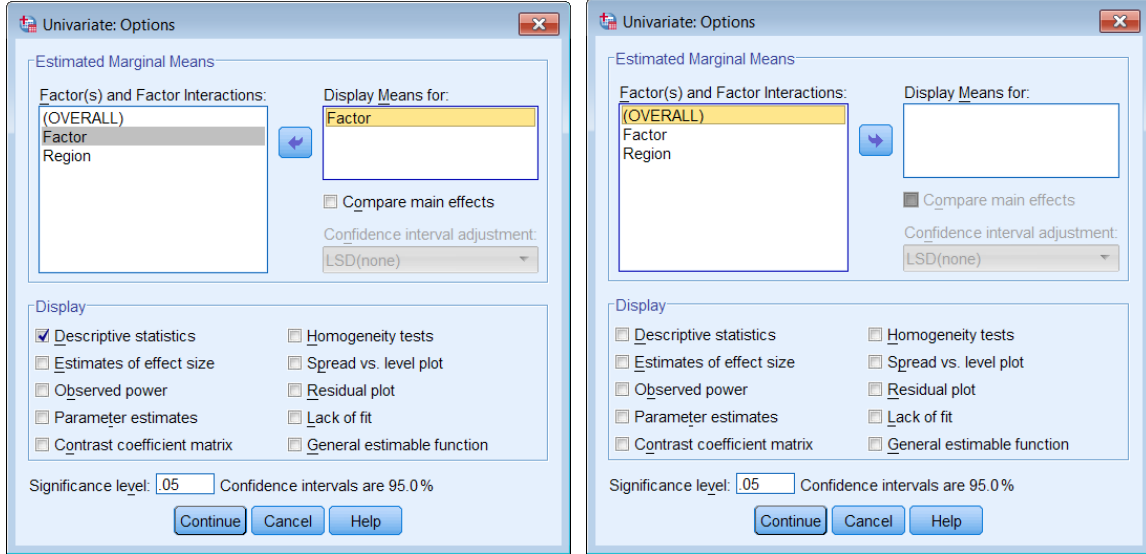 Univariate: Options
Estimated Marginal Means
Factor(s) and Factor Interactions:
(OVERALL)
Factor
Region
Display Means for:
Factor
Compare main effects
Confidence interval adjustment:
LSD(none)
Display
Descriptive statistics
Homogeneity tests
Estimates of effect size
Spread vs. level plot
Observed power
Residual plot
Parameter estimates
Lack of fit
Contrast coefficient matrix
General estimable function
Significance level: .05 Confidence intervals are 95.0%
Continue Cancel Help
Univariate: Options
Estimated Marginal Means
Factor(s) and Factor Interactions:
(OVERALL)
Factor
Region
Display Means for:
Compare main effects
Confidence interval adjustment:
LSD(none)
Display
Descriptive statistics
Homogeneity tests
Estimates of effect size
Spread vs. level plot
Observed power
Residual plot
Parameter estimates
Lack of fit
Contrast coefficient matrix
General estimable function
Significance level: .05 Confidence intervals are 95.0%
Continue Cancel Help